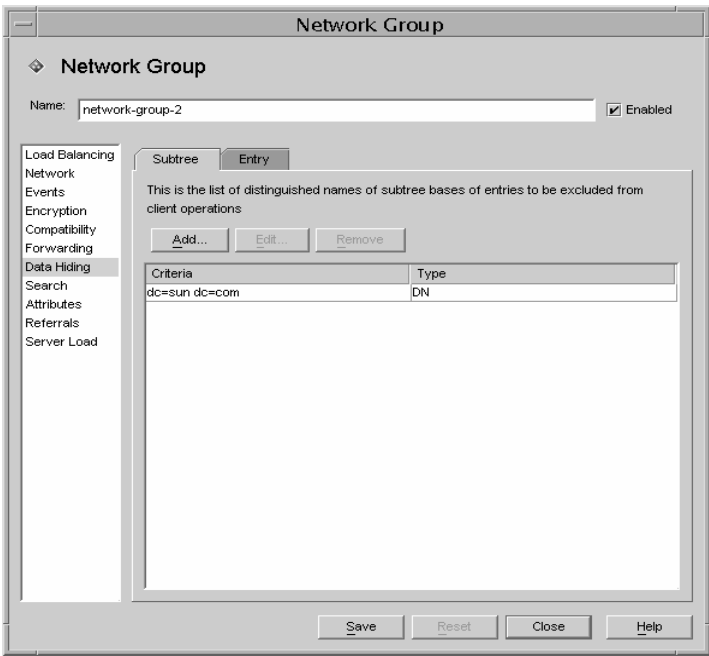 Network Group
Network Group
Name: network-group-2 Enabled
Load Balancing
Network
Events
Encryption
Compatibility
Forwarding
Data Hiding
Search
Attributes
Referrals
Server Load
Subtree Entry
This is the list of distinguished names of subtree bases of entries to be excluded from
client operations
Add... Edit... Remove
Criteria Type
dc=sun dc=com DN
Save Reset Close Help